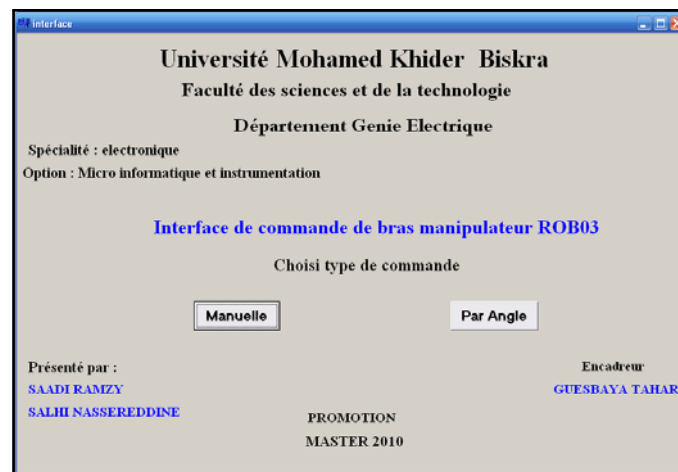 interface
Université Mohamed Khider Biskra
Faculté des sciences et de la technologie
Département Genie Electrique
Spécialité : electronique
Option : Micro informatique et instrumentation
Interface de commande de bras manipulateur ROB03
Choisi type de commande
Manuelle Par Angle
Présenté par : Encadreur
SAADI RAMZY GUESBAYA TAHAR
SALHI NASSEREDDINE
PROMOTION
MASTER 2010